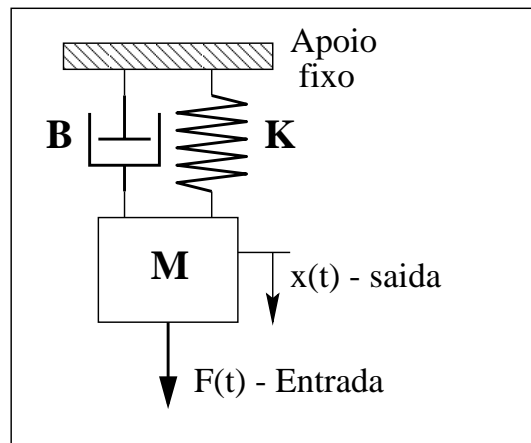 Apoio
fixo
B
K
M
x(t) - saida
F(t) - Entrada